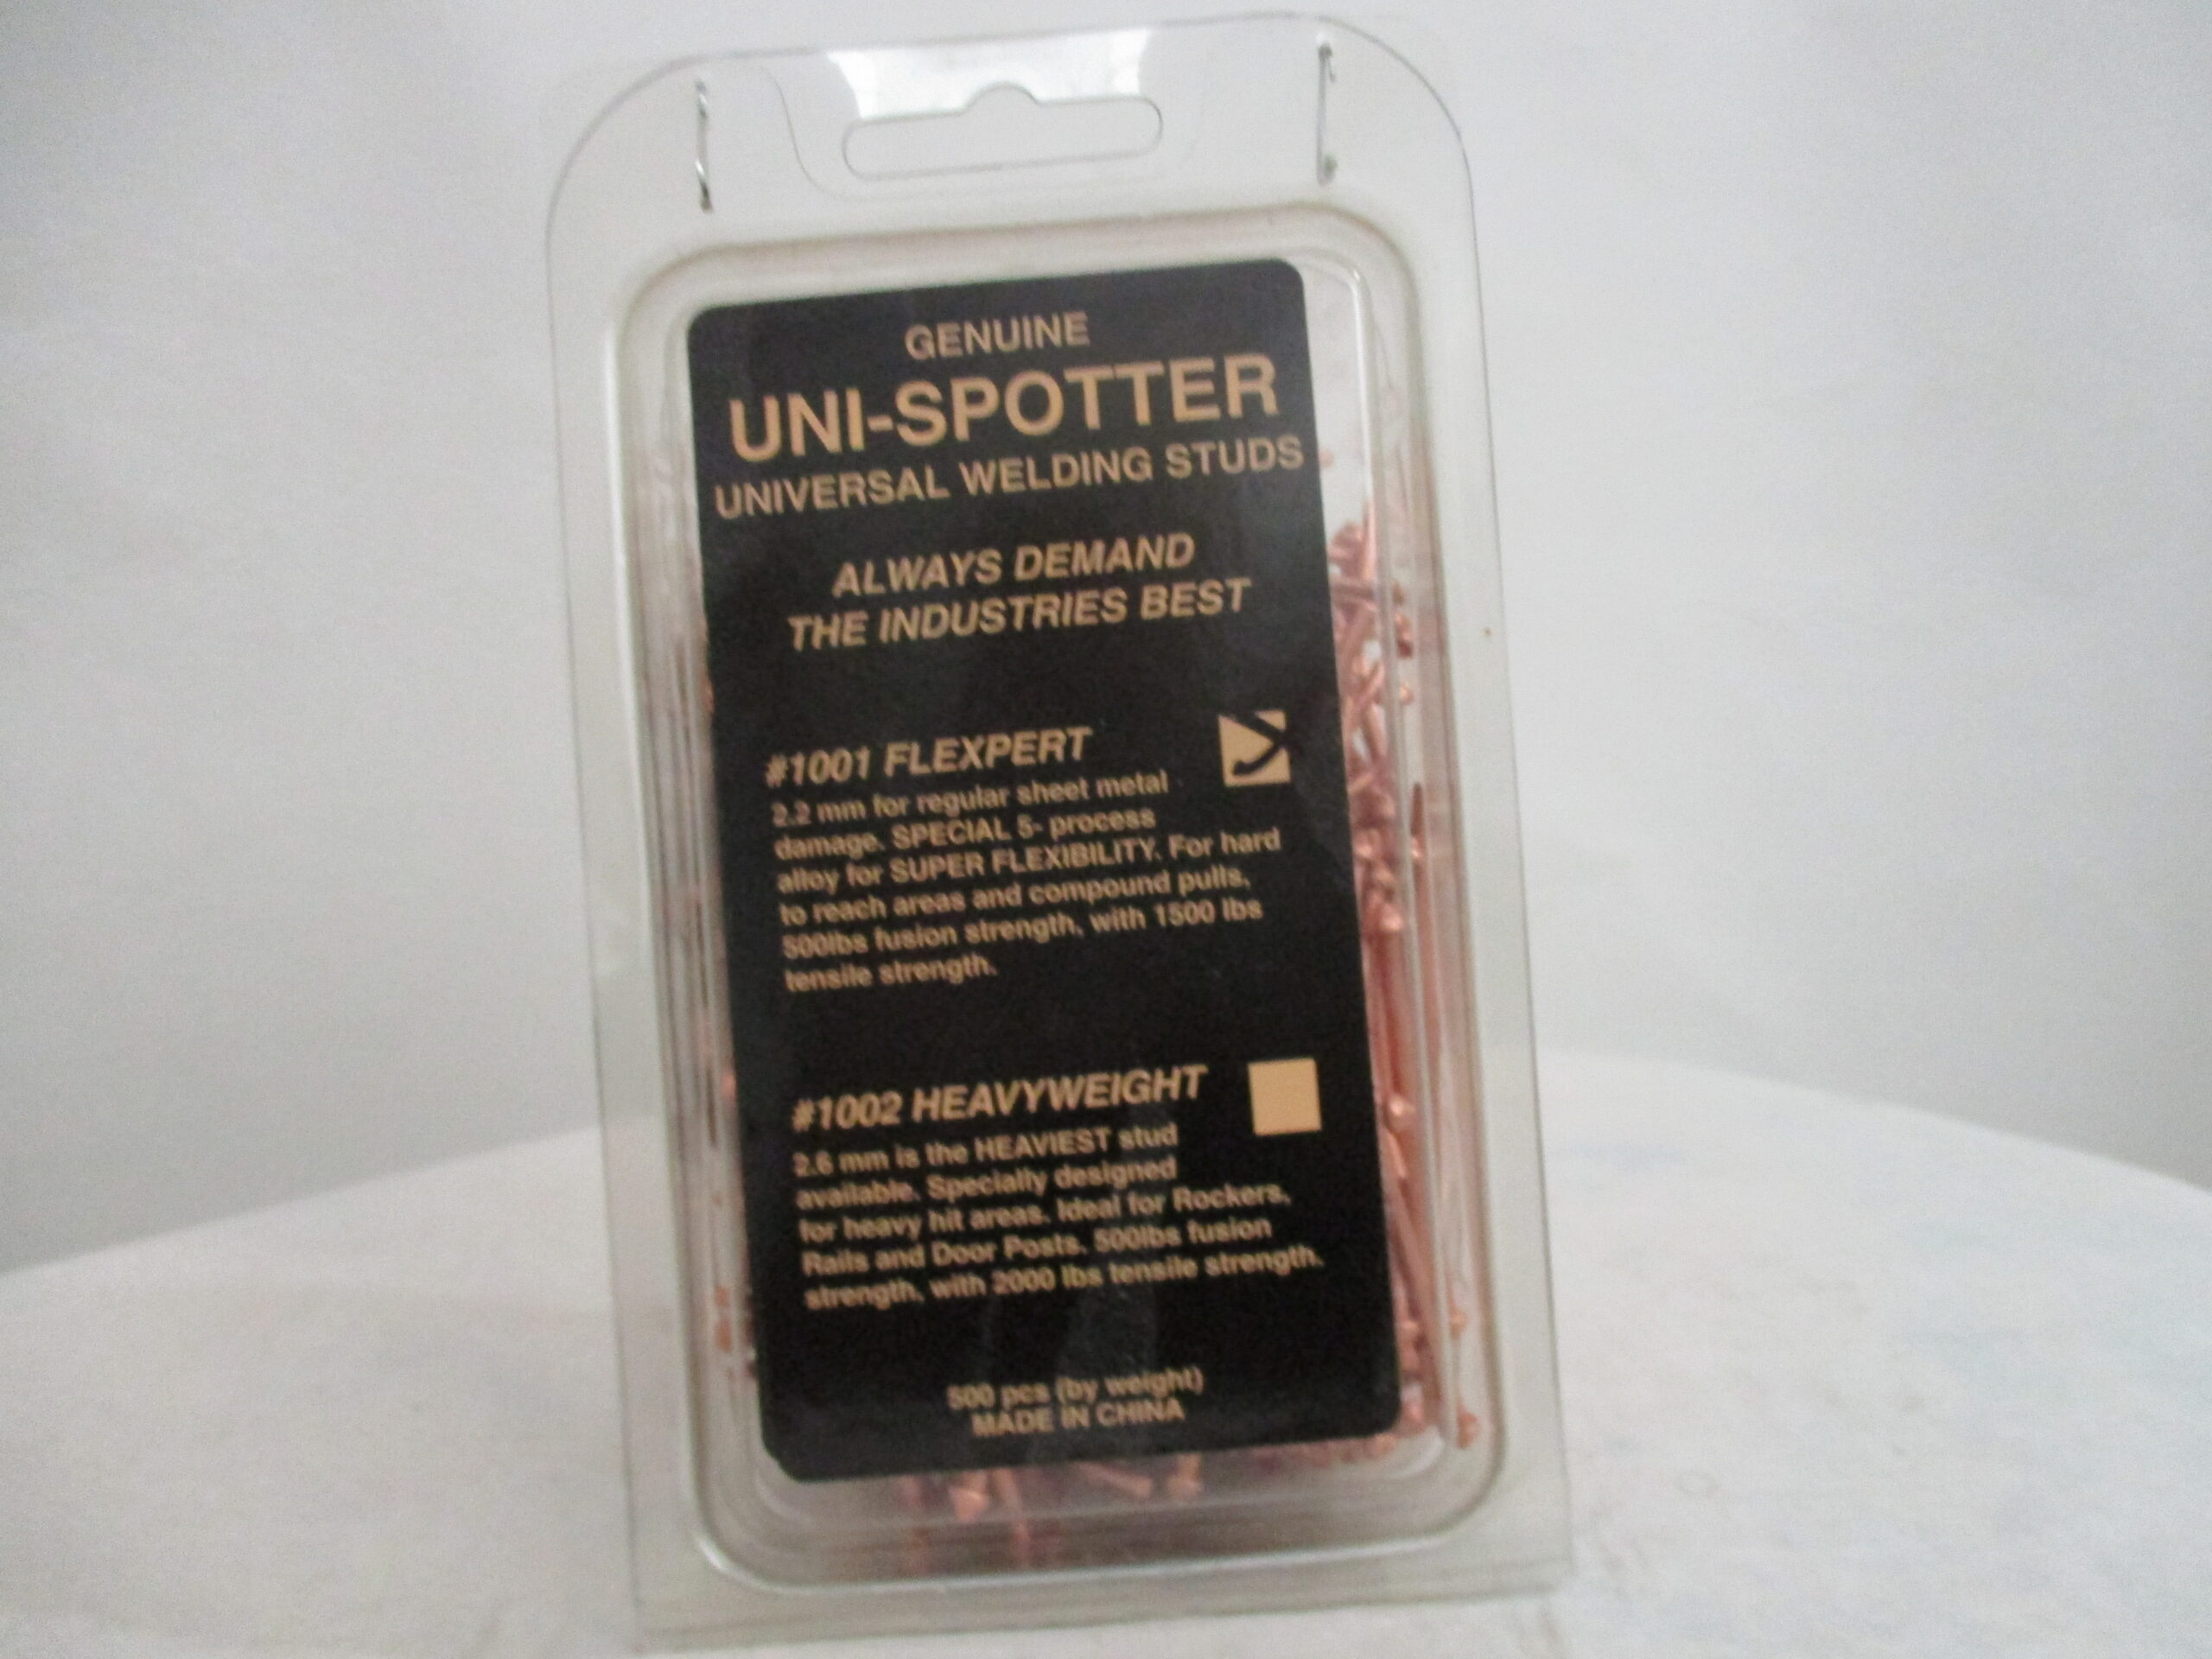 GENUINE
UNI-SPOTTER
UNIVERSAL WELDING STUDS
ALWAYS DEMAND
THE INDUSTRIES BEST
#1001 FLEXPERT
2.2 mm for regular sheet metal
damage. SPECIAL 5- process
alloy for SUPER FLEXIBILITY. For hard
to reach areas and compound pulls,
500lbs fusion strength, with 1500 lbs
tensile strength.
#1002 HEAVYWEIGHT
2.6 mm is the HEAVIEST stud
available. Specially designed
for heavy hit areas. Ideal for Rockers,
Rails and Door Posts. 500lbs fusion
strength, with 2000 lbs tensile strength.
500 pcs (by weight)
MADE IN CHINA